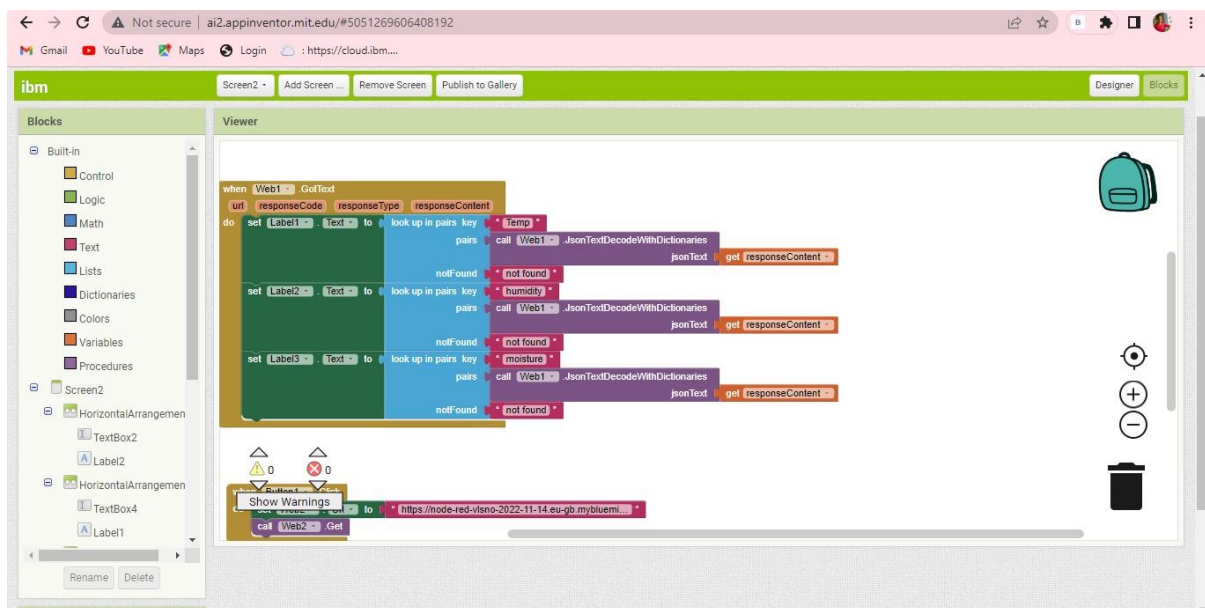 Not secure | ai2.appinventor.mit.edu/#5051269606408192
Gmail YouTube Maps Login : https://cloud.ibm....
ibm Screen2 Add Screen ... Remove Screen Publish to Gallery Designer Blocks
Blocks Viewer
Built-in
Control
Logic
Math
Text
Lists
Dictionaries
Colors
Variables
Procedures
Screen2
HorizontalArrangemen
TextBox2
Label2
HorizontalArrangemen
TextBox4
Label1
Rename Delete
when Web1 .GotText
url responseCode responseType responseContent
do set Label1 . Text to look up in pairs key " Temp "
pairs call Web1 .JsonTextDecodeWithDictionaries
jsonText get responseContent
notFound " not found "
set Label2 . Text to look up in pairs key " humidity "
pairs call Web1 .JsonTextDecodeWithDictionaries
jsonText get responseContent
notFound " not found "
set Label3 . Text to look up in pairs key " moisture "
pairs call Web1 .JsonTextDecodeWithDictionaries
jsonText get responseContent
notFound " not found "
0 0
Show Warnings
to " https://node-red-vlsno-2022-11-14.eu-gb.mybluemi... "
call Web2 .Get